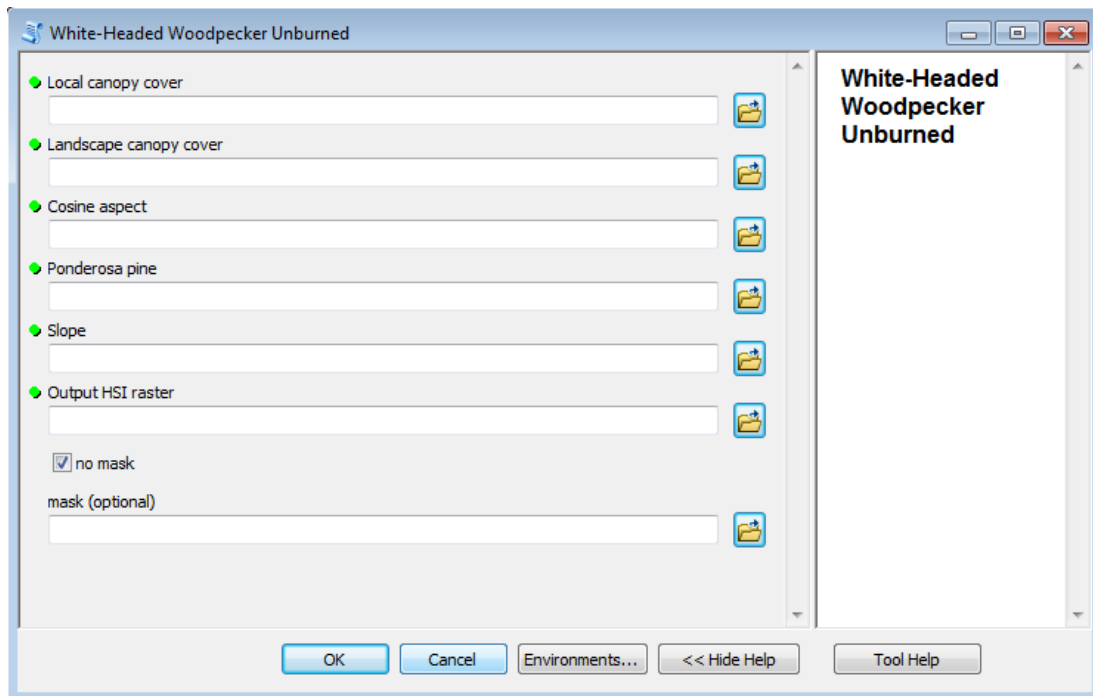 White-Headed Woodpecker Unburned
Local canopy cover
Landscape canopy cover
Cosine aspect
Ponderosa pine
Slope
Output HSI raster
no mask
mask (optional)
White-Headed
Woodpecker
Unburned
OK
Cancel
Environments...
<< Hide Help
Tool Help